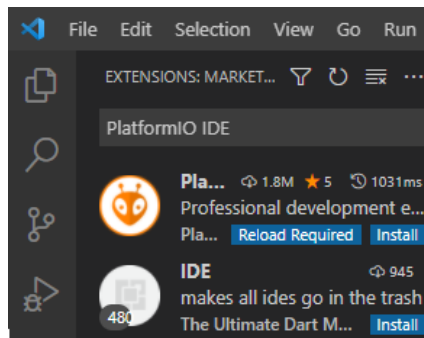 File Edit Selection View Go Run
EXTENSIONS: MARKET...
PlatformIO IDE
Pla... 1.8M 5 1031ms
Professional development e...
Pla... Reload Required Install
IDE 945
makes all ides go in the trash
480 The Ultimate Dart M... Install